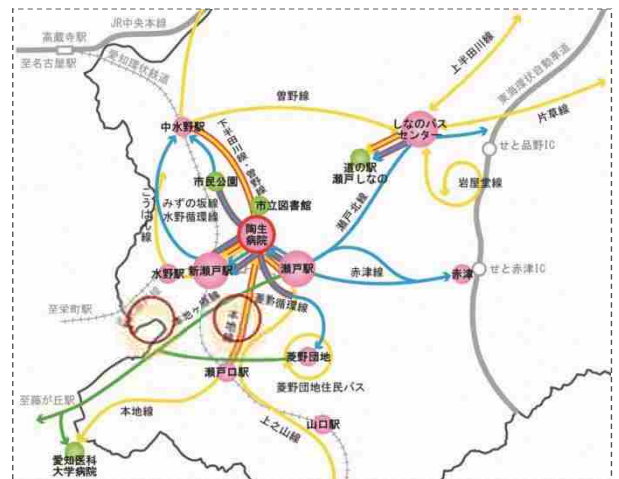 JR中央本線
高蔵寺駅
至名古屋駅
愛知環状鉄道
上半田川線
東海環状自動車道
曽野線
片草線
中水野駅
下半田川線・曽野線
しなのバス
センター
せと品野IC
道の駅
瀬戸しなの
岩屋堂線
市民公園
こうはん線
みずの坂線
水野循環線
市立図書館
瀬戸北線
陶生
病院
水野駅
新瀬戸駅
瀬戸駅
赤津線
赤津
せと赤津IC
至栄町駅
菱野循環線
菱野団地
瀬戸口駅
菱野団地住民バス
至藤が丘駅
本地線
上之山線
山口駅
愛知医科
大学病院